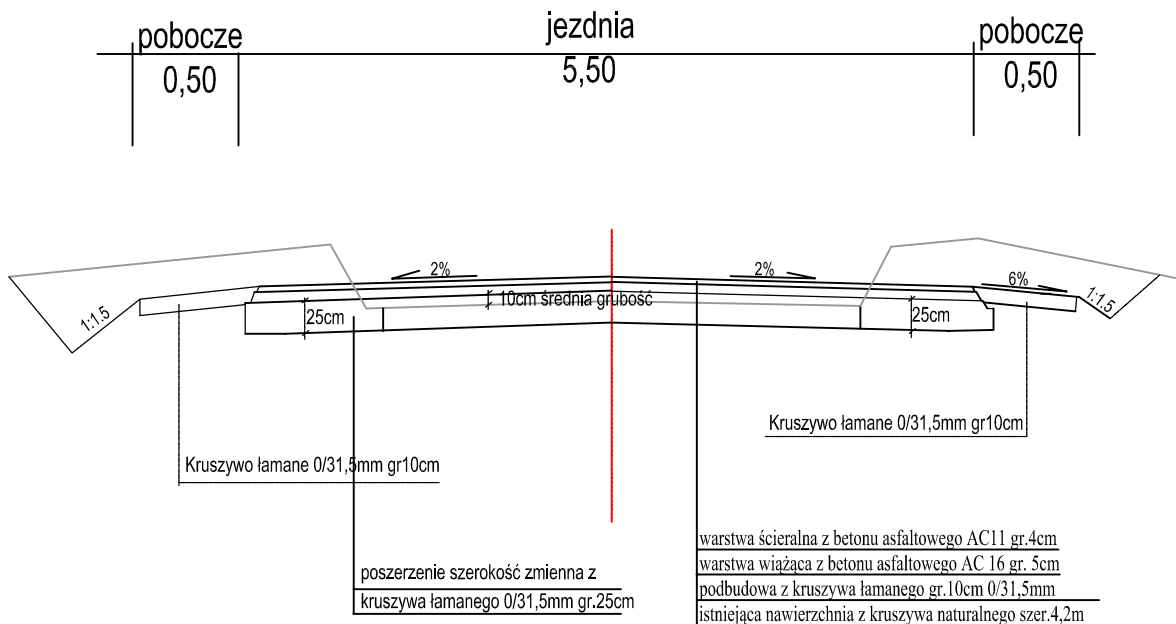 pobocze
jezdnia
pobocze
0,50
5,50
0,50
2%
2%
6%
1:1.5
25cm
10cm średnia grubość
25cm
1:1.5
Kruszywo łamane 0/31,5mm gr10cm
Kruszywo łamane 0/31,5mm gr10cm
poszerzenie szerokość zmienna z
kruszywa łamanego 0/31,5mm gr.25cm
warstwa ścieralna z betonu asfaltowego AC11 gr.4cm
warstwa wiążąca z betonu asfaltowego AC 16 gr. 5cm
podbudowa z kruszywa łamanego gr.10cm 0/31,5mm
istniejąca nawierzchnia z kruszywa naturalnego szer.4,2m